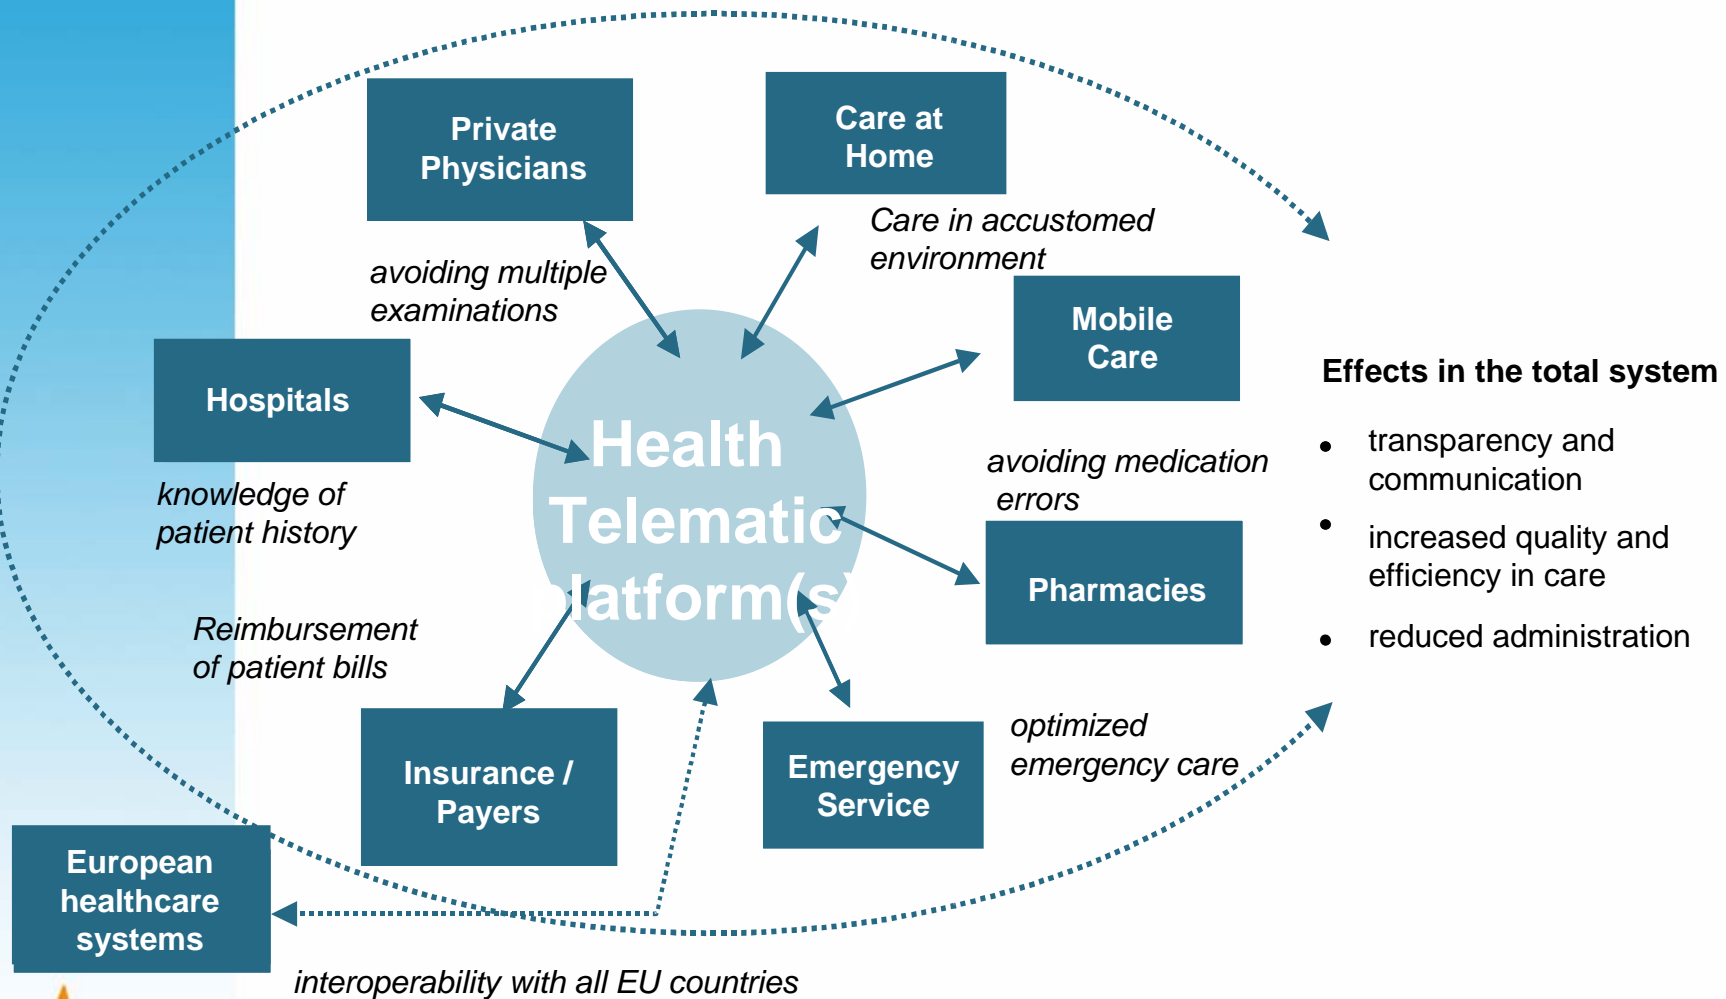 Private
Physicians
Care at
Home
Care in accustomed
environment
avoiding multiple
examinations
Mobile
Care
Hospitals
knowledge of
patient history
Health
Telematic
platform(s)
avoiding medication
errors
Pharmacies
Reimbursement
of patient bills
Insurance /
Payers
Emergency
Service
optimized
emergency care
European
healthcare
systems
interoperability with all EU countries
Effects in the total system
• transparency and
communication
• increased quality and
efficiency in care
• reduced administration